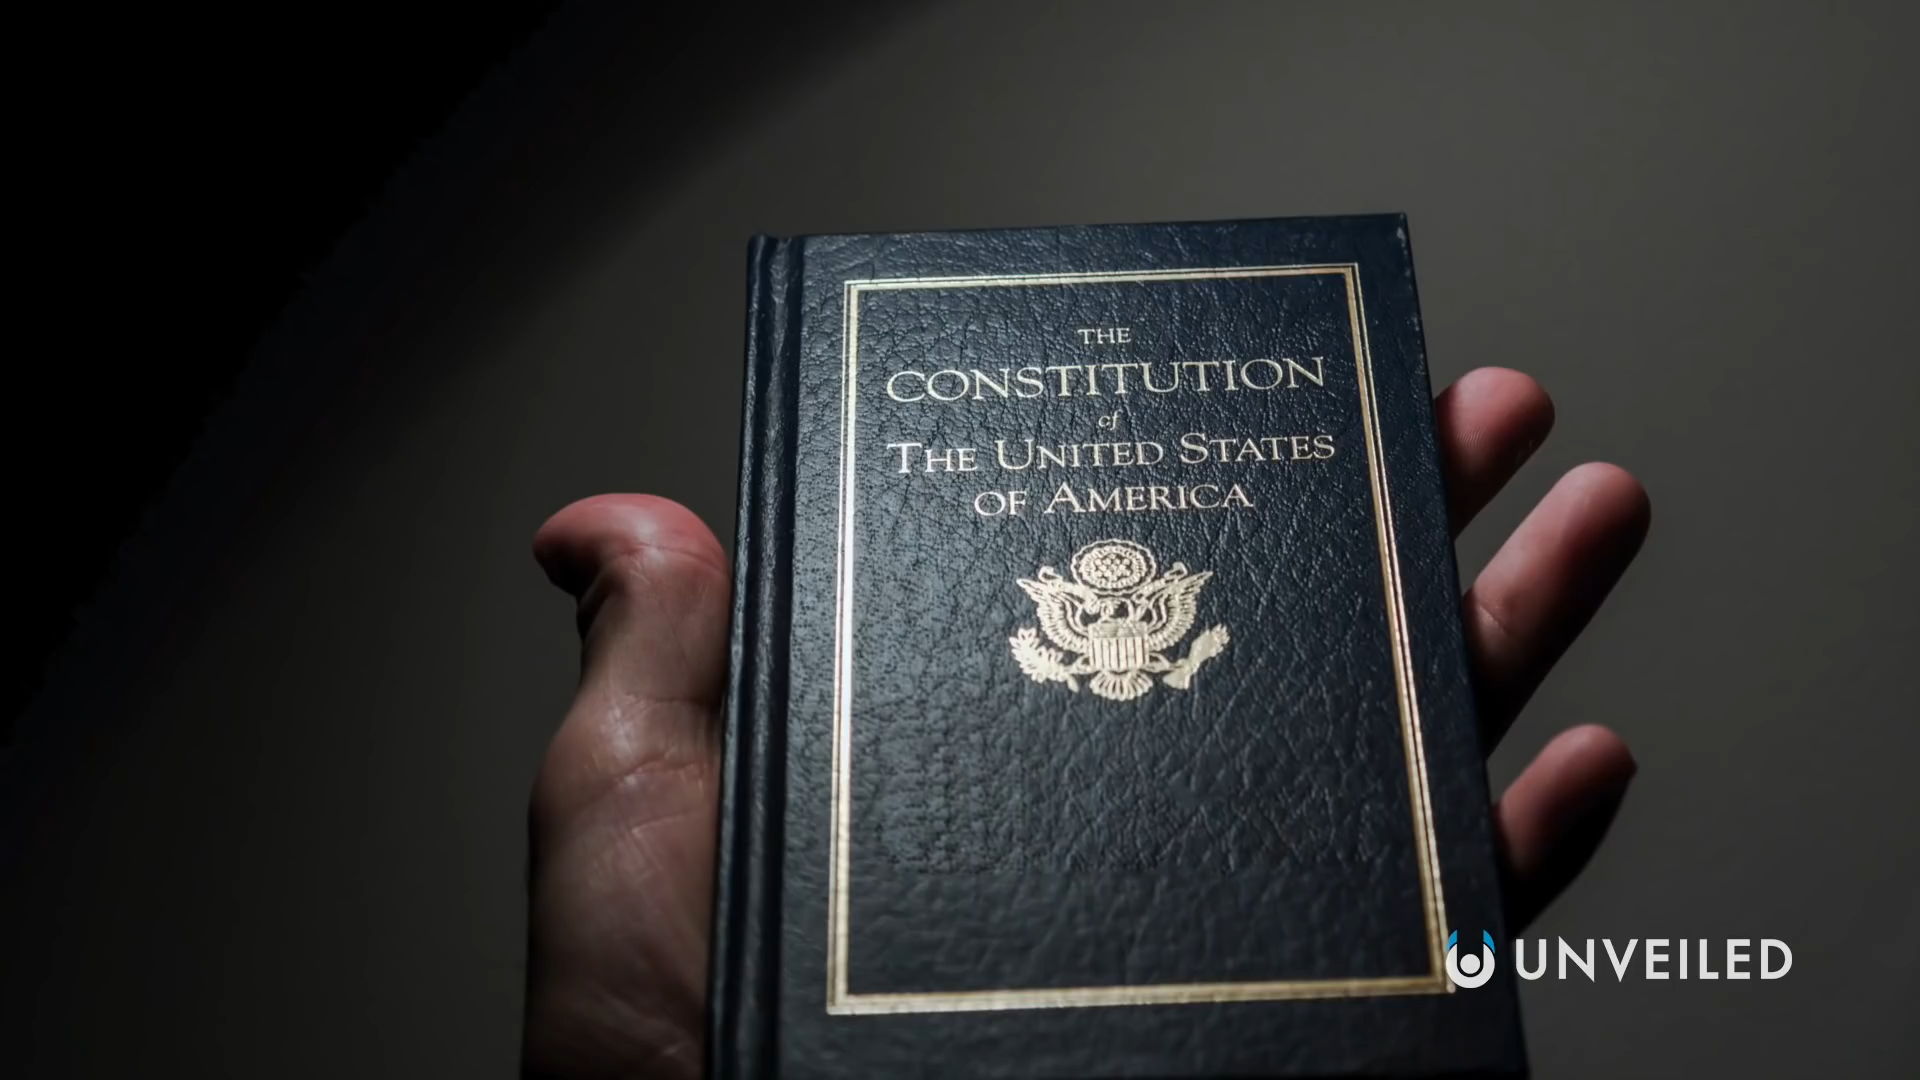 THE
CONSTITUTION
of
THE UNITED STATES
OF AMERICA
UNVEILED